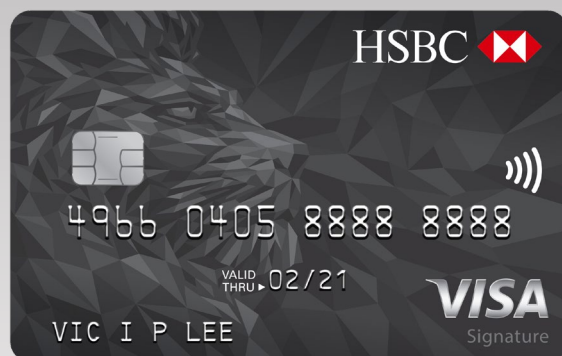 HSBC
4966 0405 8888 8888
VALID THRU ▸ 02/21
VISA
Signature
VIC I P LEE